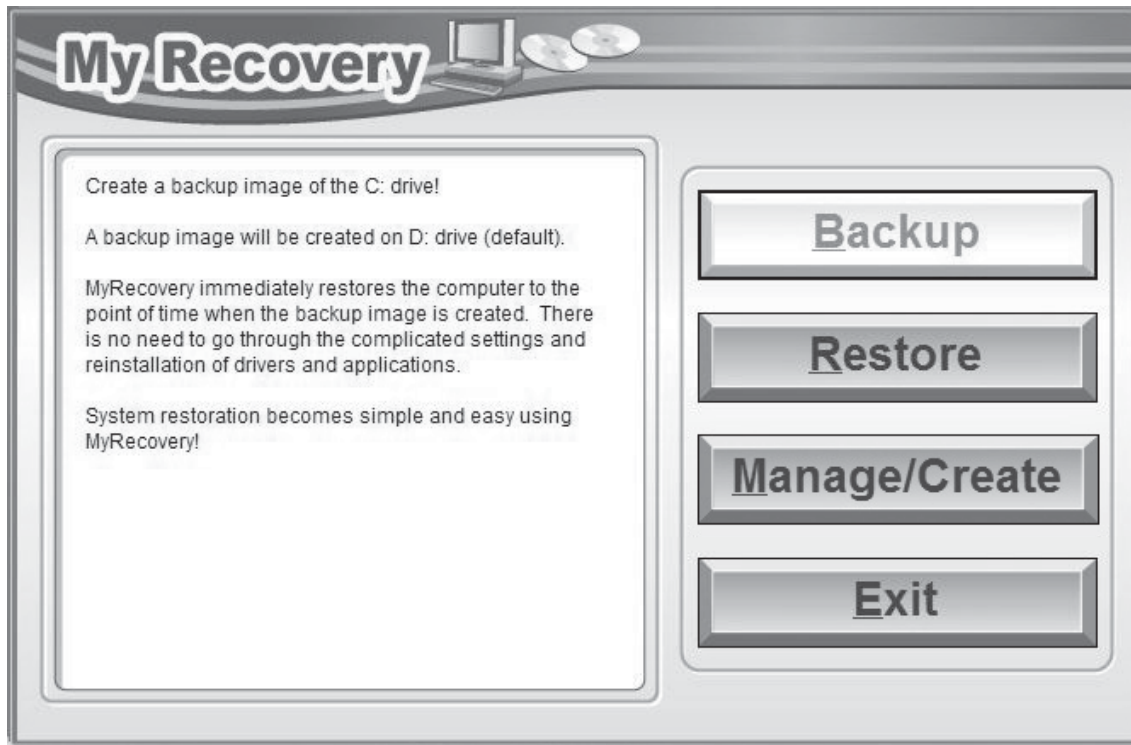 My Recovery
Create a backup image of the C: drive!
A backup image will be created on D: drive (default).
MyRecovery immediately restores the computer to the
point of time when the backup image is created.  There
is no need to go through the complicated settings and
reinstallation of drivers and applications.
System restoration becomes simple and easy using
MyRecovery!
Backup
Restore
Manage/Create
Exit